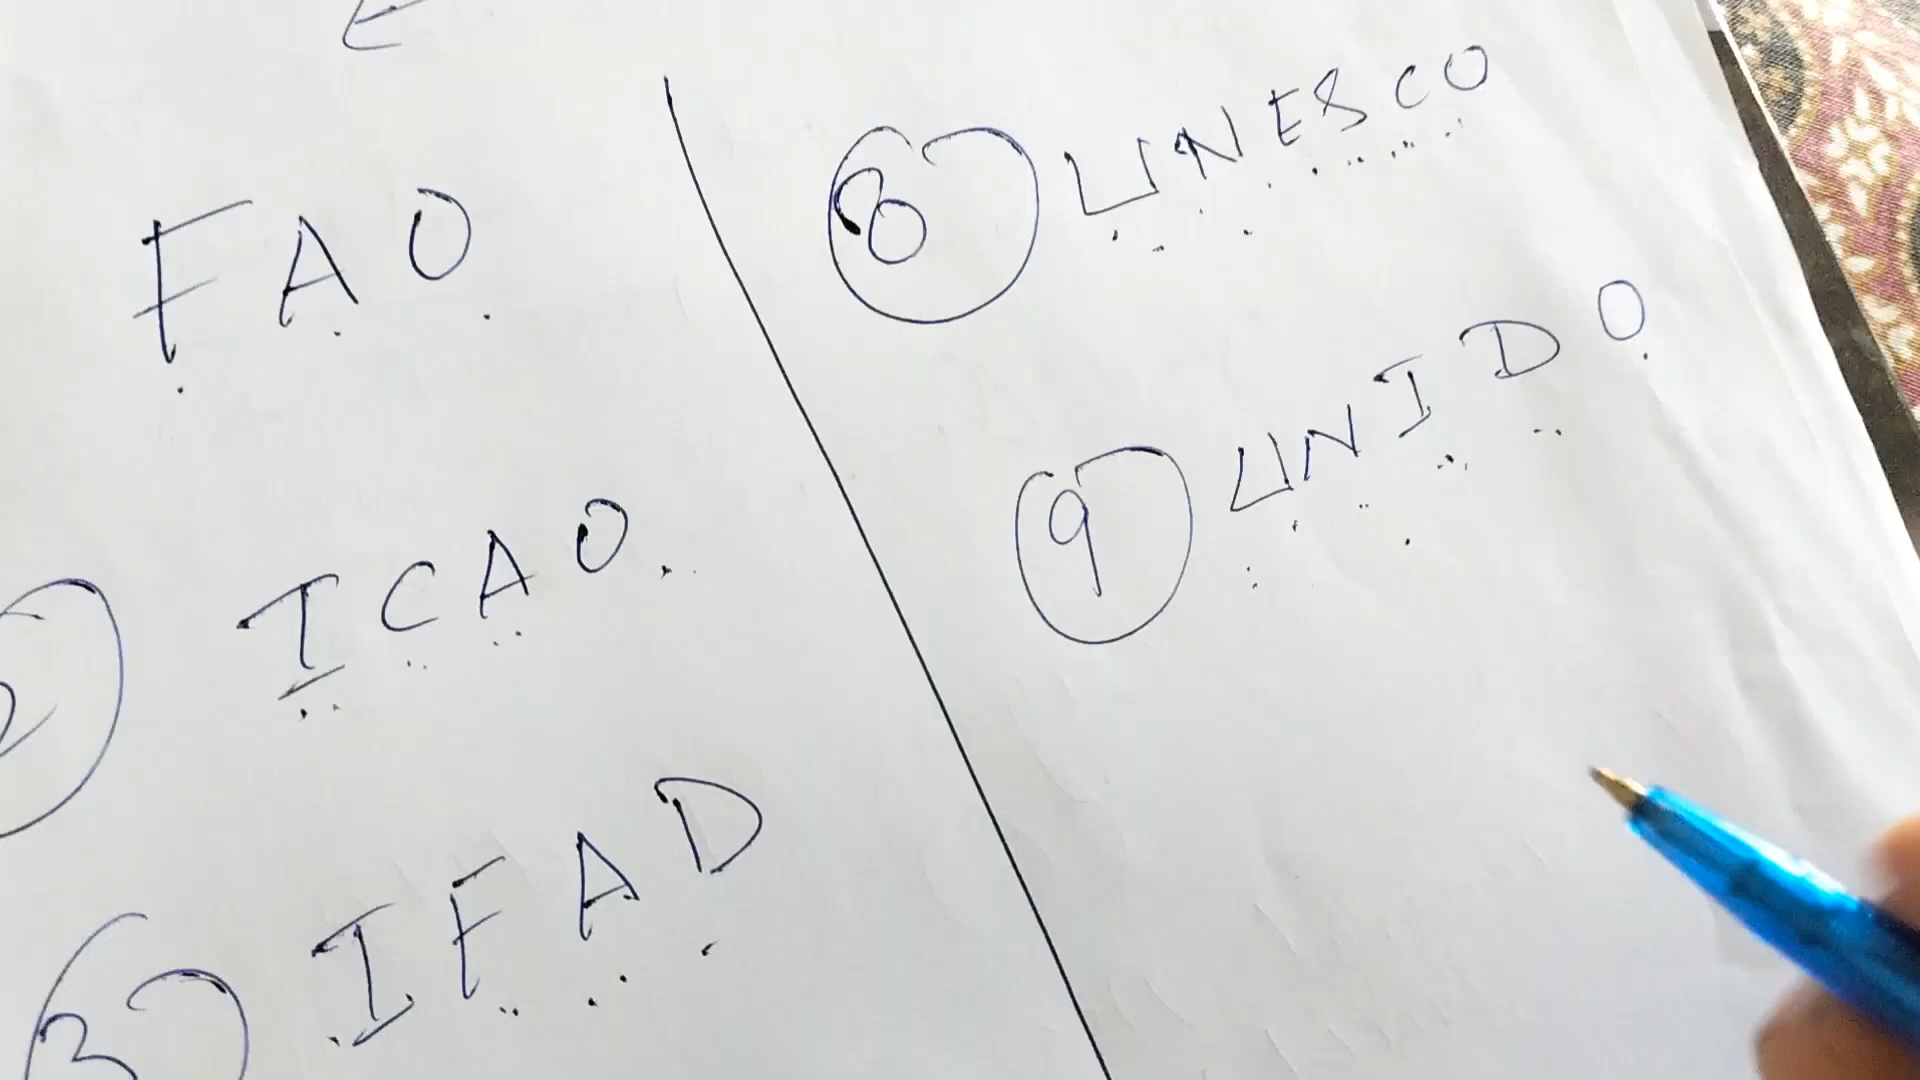 FAO
2 ICAO
3 IFAD
8 UNESCO
9 UNIDO